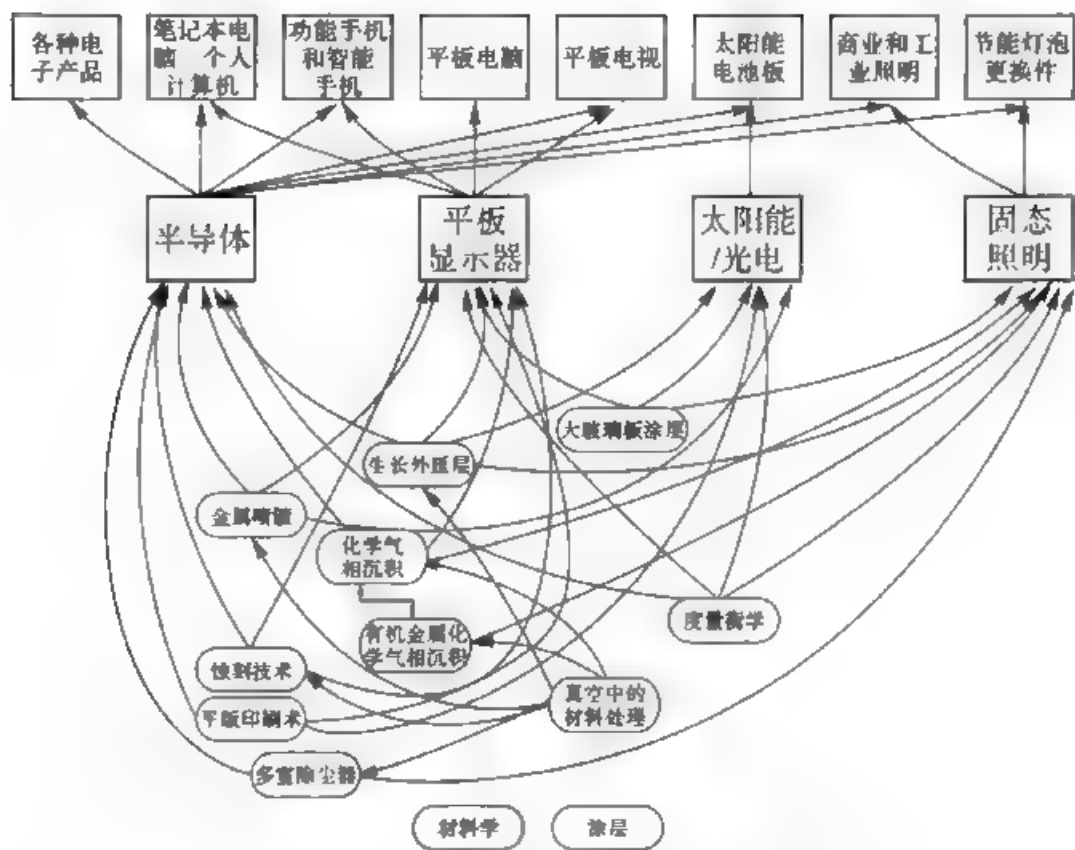 各种电
子产品
笔记本电
脑 个人
计算机
功能手机
和智能
手机
平板电脑
平板电视
太阳能
电池板
商业和工
业照明
节能灯泡
更换件
半导体
平板
显示器
太阳能
/光电
固态
照明
大玻璃板涂层
生长外延层
金属喷镀
化学气
相沉积
有机金属化
学气相沉积
度量衡学
蚀刻技术
平版印刷术
真空中的
材料处理
多室除尘器
材料学
涂层